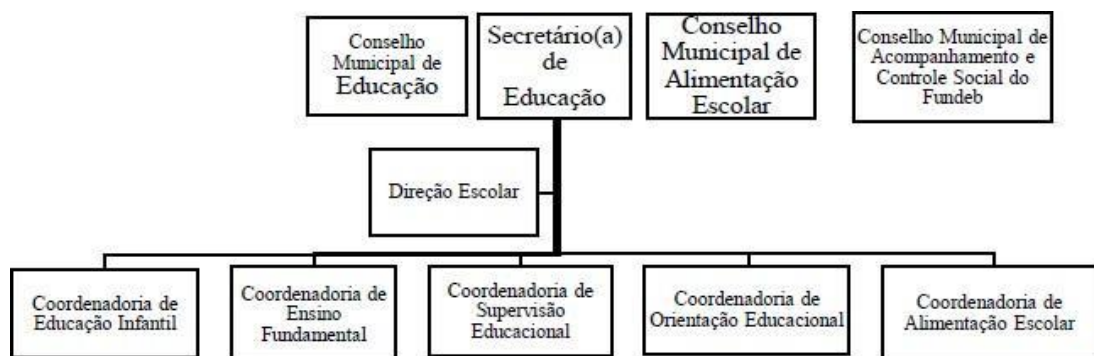 Conselho
Municipal de
Educação
Secretário(a)
de
Educação
Conselho
Municipal de
Alimentação
Escolar
Conselho Municipal de
Acompanhamento e
Controle Social do
Fundeb
Direção Escolar
Coordenadoria de
Educação Infantil
Coordenadoria de
Ensino
Fundamental
Coordenadoria de
Supervisão
Educacional
Coordenadoria de
Orientação Educacional
Coordenadoria de
Alimentação Escolar